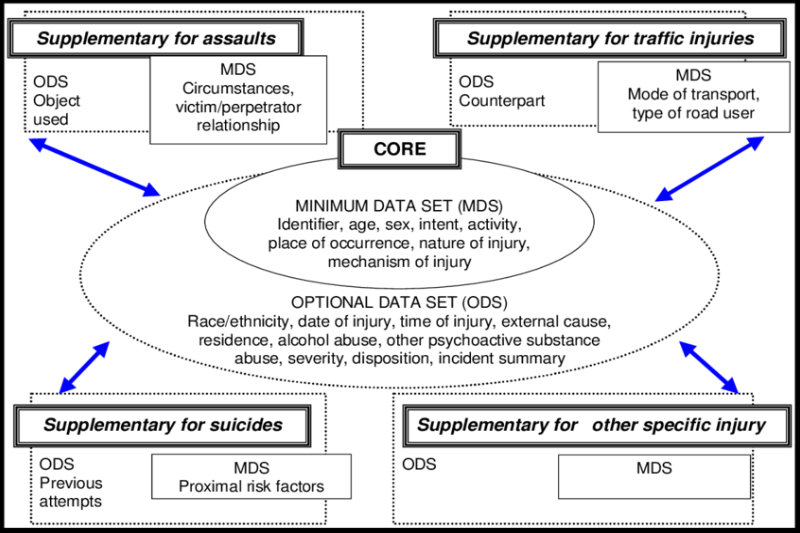 Supplementary for assaults
ODS
Object
used
MDS
Circumstances,
victim/perpetrator
relationship
Supplementary for traffic injuries
ODS
Counterpart
MDS
Mode of transport,
type of road user
CORE
MINIMUM DATA SET (MDS)
Identifier, age, sex, intent, activity,
place of occurrence, nature of injury,
mechanism of injury
OPTIONAL DATA SET (ODS)
Race/ethnicity, date of injury, time of injury, external cause,
residence, alcohol abuse, other psychoactive substance
abuse, severity, disposition, incident summary
Supplementary for suicides
ODS
Previous
attempts
MDS
Proximal risk factors
Supplementary for other specific injury
ODS
MDS